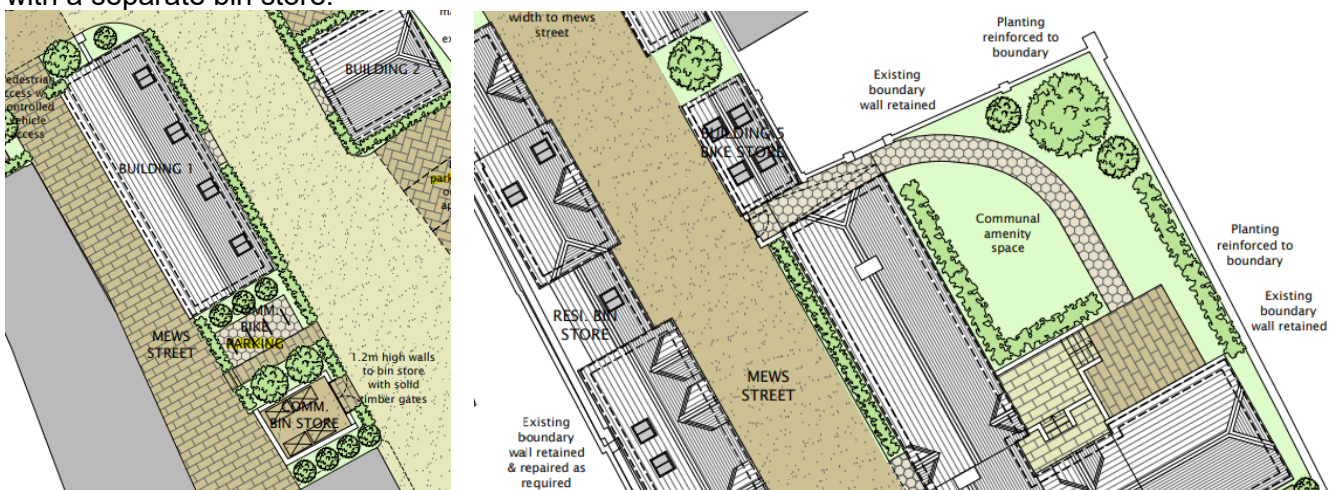 with a separate bin store.
BUILDING 2
controlled
vehicle
access
BUILDING 1
COMM.
BIKE
PARKING
MEWS
STREET
1.2m high walls
to bin store
with solid
timber gates
COMM.
BIN STORE
width to mews
street
Planting
reinforced to
boundary
Existing
boundary
wall retained
BUILDING 5
BIKE STORE
Communal
amenity
space
Planting
reinforced to
boundary
Existing
boundary
wall retained
RESI. BIN
STORE
MEWS
STREET
Existing
boundary
wall retained
& repaired as
required